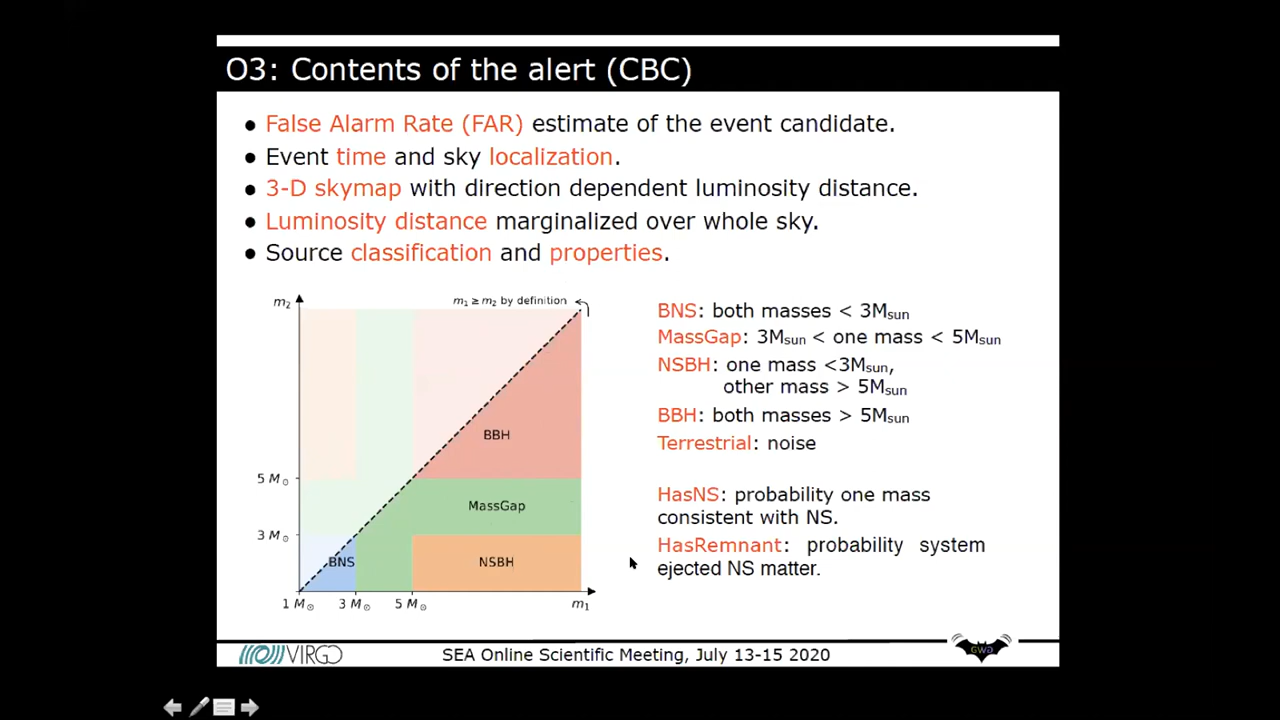 O3: Contents of the alert (CBC)
● False Alarm Rate (FAR) estimate of the event candidate.
● Event time and sky localization.
● 3-D skymap with direction dependent luminosity distance.
● Luminosity distance marginalized over whole sky.
● Source classification and properties.
m₂
m₁ ≥ m₂ by definition
BBH
5 M☉
MassGap
3 M☉
BNS
NSBH
1 M☉ 3 M☉ 5 M☉ m₁
BNS: both masses < 3Msun
MassGap: 3Msun < one mass < 5Msun
NSBH: one mass <3Msun,
other mass > 5Msun
BBH: both masses > 5Msun
Terrestrial: noise
HasNS: probability one mass
consistent with NS.
HasRemnant: probability system
ejected NS matter.
VIRGO
SEA Online Scientific Meeting, July 13-15 2020
GWD